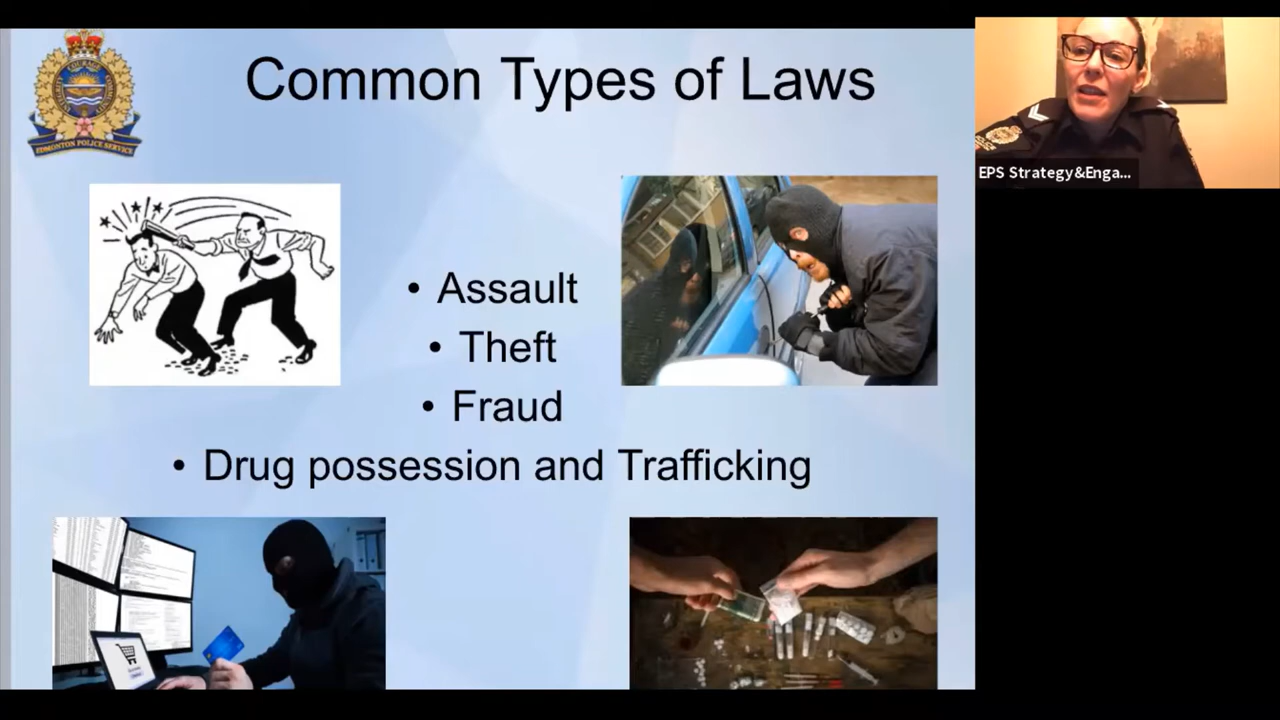 Common Types of Laws
EDMONTON POLICE SERVICE
EPS Strategy&Enga...
• Assault
• Theft
• Fraud
• Drug possession and Trafficking